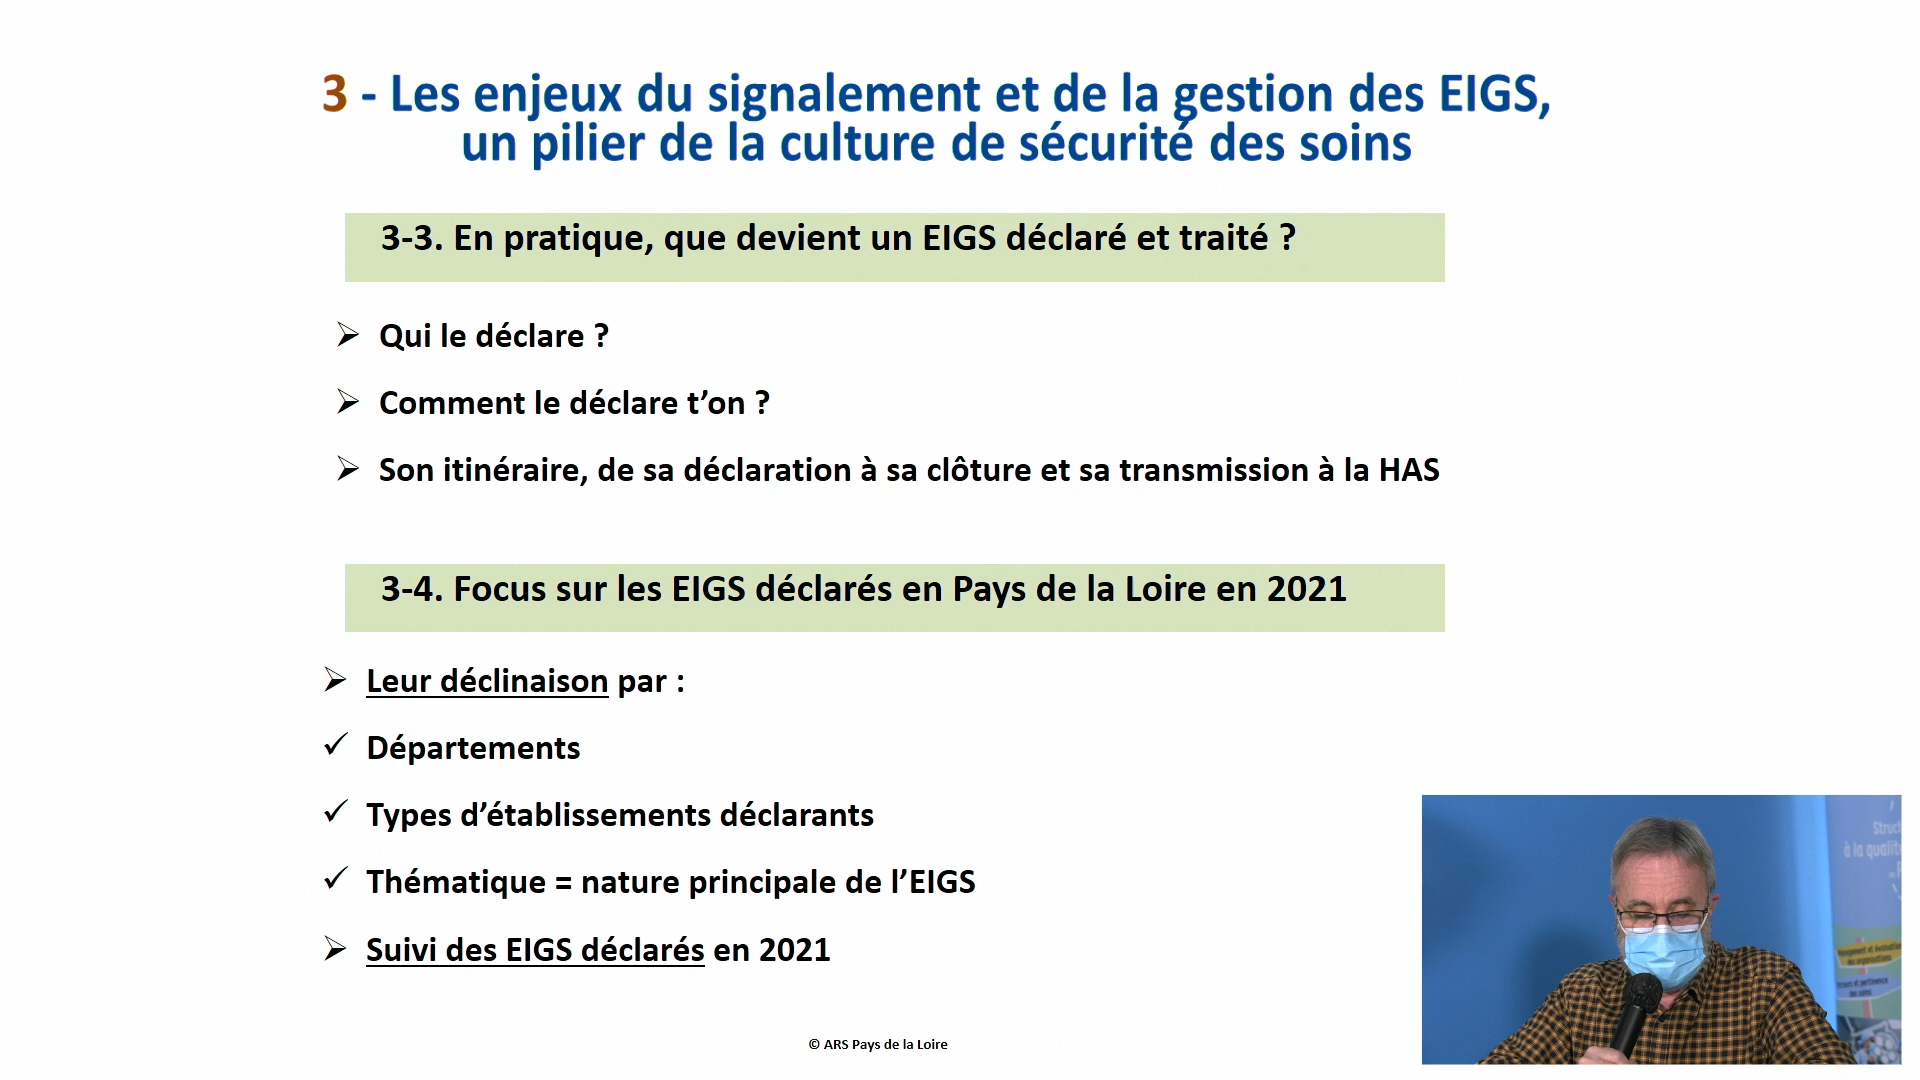 3 - Les enjeux du signalement et de la gestion des EIGS,
un pilier de la culture de sécurité des soins
3-3. En pratique, que devient un EIGS déclaré et traité ?
➢ Qui le déclare ?
➢ Comment le déclare t’on ?
➢ Son itinéraire, de sa déclaration à sa clôture et sa transmission à la HAS
3-4. Focus sur les EIGS déclarés en Pays de la Loire en 2021
➢ Leur déclinaison par :
✓ Départements
✓ Types d’établissements déclarants
✓ Thématique = nature principale de l’EIGS
➢ Suivi des EIGS déclarés en 2021
© ARS Pays de la Loire
Struct
à la qualit